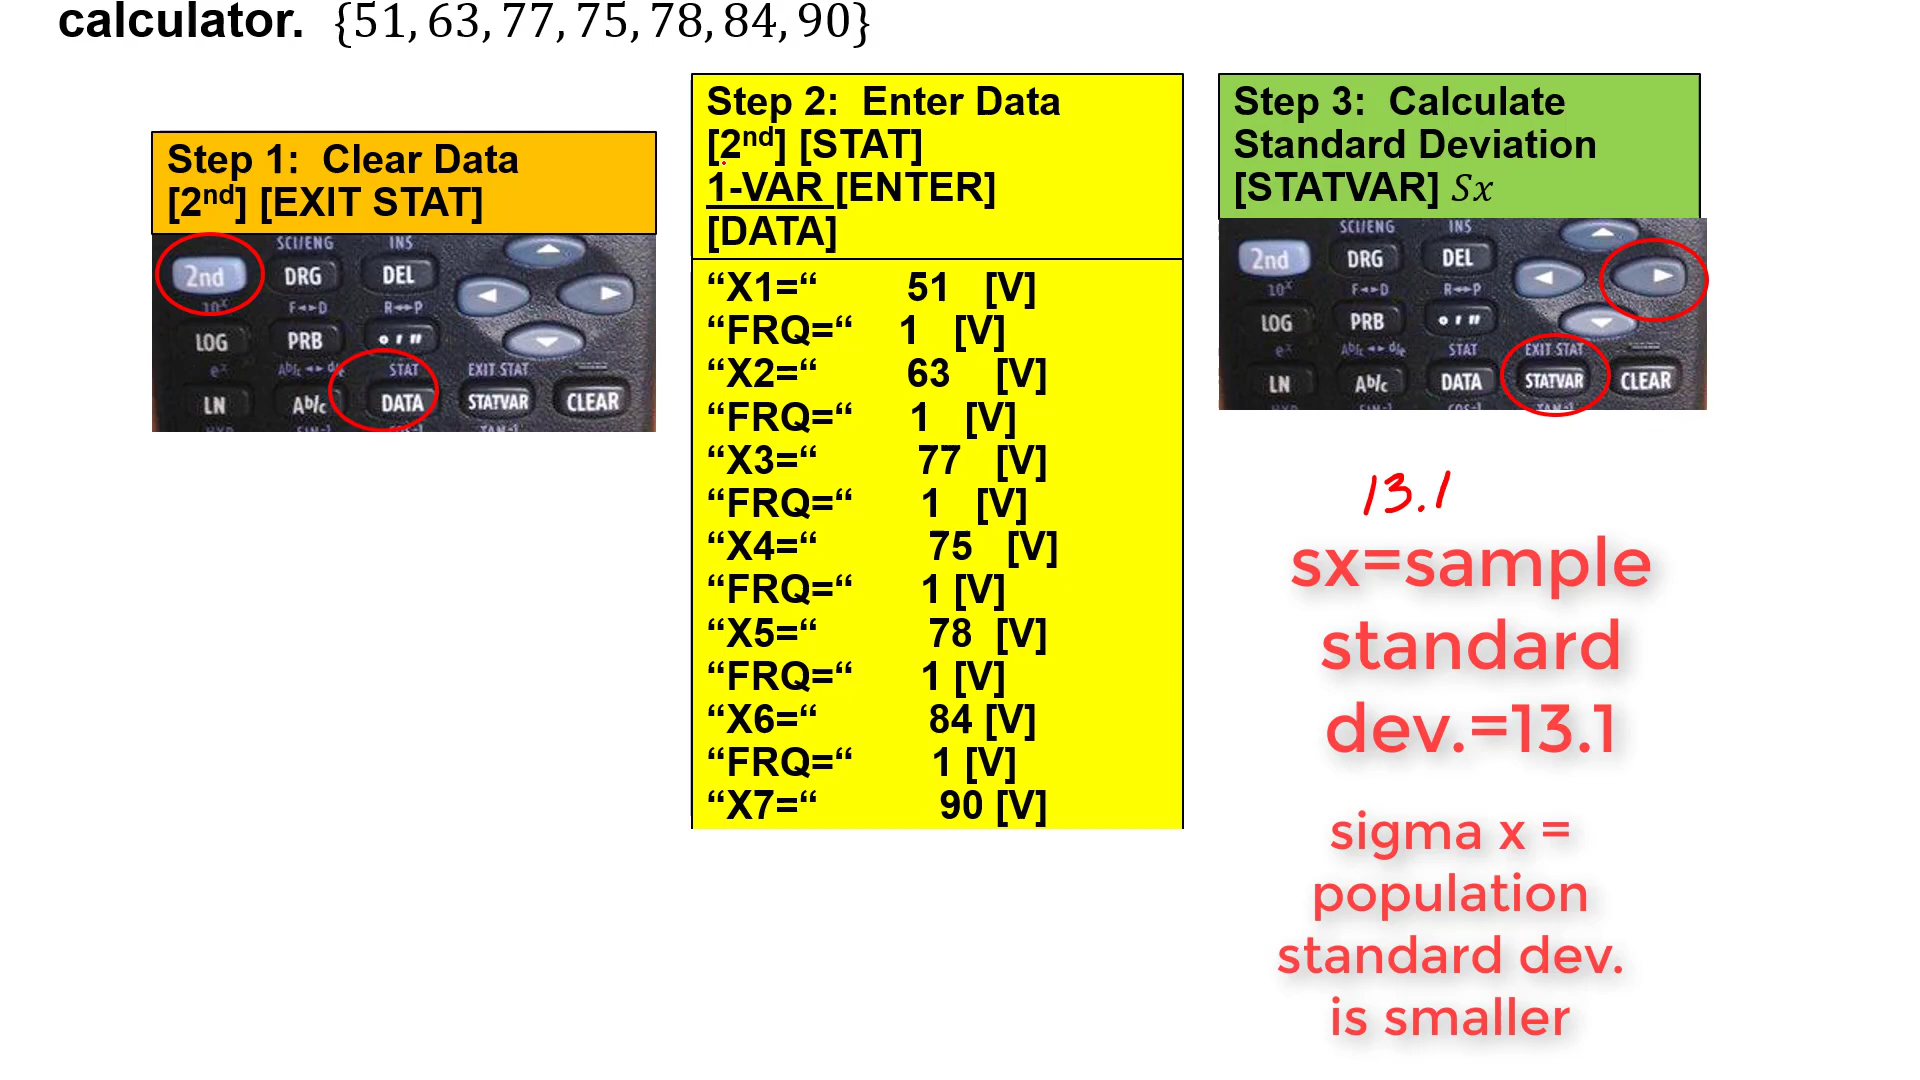 calculator. {51, 63, 77, 75, 78, 84, 90}
Step 1: Clear Data
[2nd] [EXIT STAT]
SCI/ENG INS
2nd DRG DEL
10ˣ F◄►D R◄►P
LOG PRB ° ′ ″
eˣ Ab/c◄►d/e STAT EXIT STAT
LN Ab/c DATA STATVAR CLEAR
Step 2: Enter Data
[2nd] [STAT]
1-VAR [ENTER]
[DATA]
“X1=“ 51 [V]
“FRQ=“ 1 [V]
“X2=“ 63 [V]
“FRQ=“ 1 [V]
“X3=“ 77 [V]
“FRQ=“ 1 [V]
“X4=“ 75 [V]
“FRQ=“ 1 [V]
“X5=“ 78 [V]
“FRQ=“ 1 [V]
“X6=“ 84 [V]
“FRQ=“ 1 [V]
“X7=“ 90 [V]
Step 3: Calculate
Standard Deviation
[STATVAR] Sx
SCI/ENG INS
2nd DRG DEL
10ˣ F◄►D R◄►P
LOG PRB ° ′ ″
eˣ Ab/c◄►d/e STAT EXIT STAT
LN Ab/c DATA STATVAR CLEAR
13.1
sx=sample
standard
dev.=13.1
sigma x =
population
standard dev.
is smaller